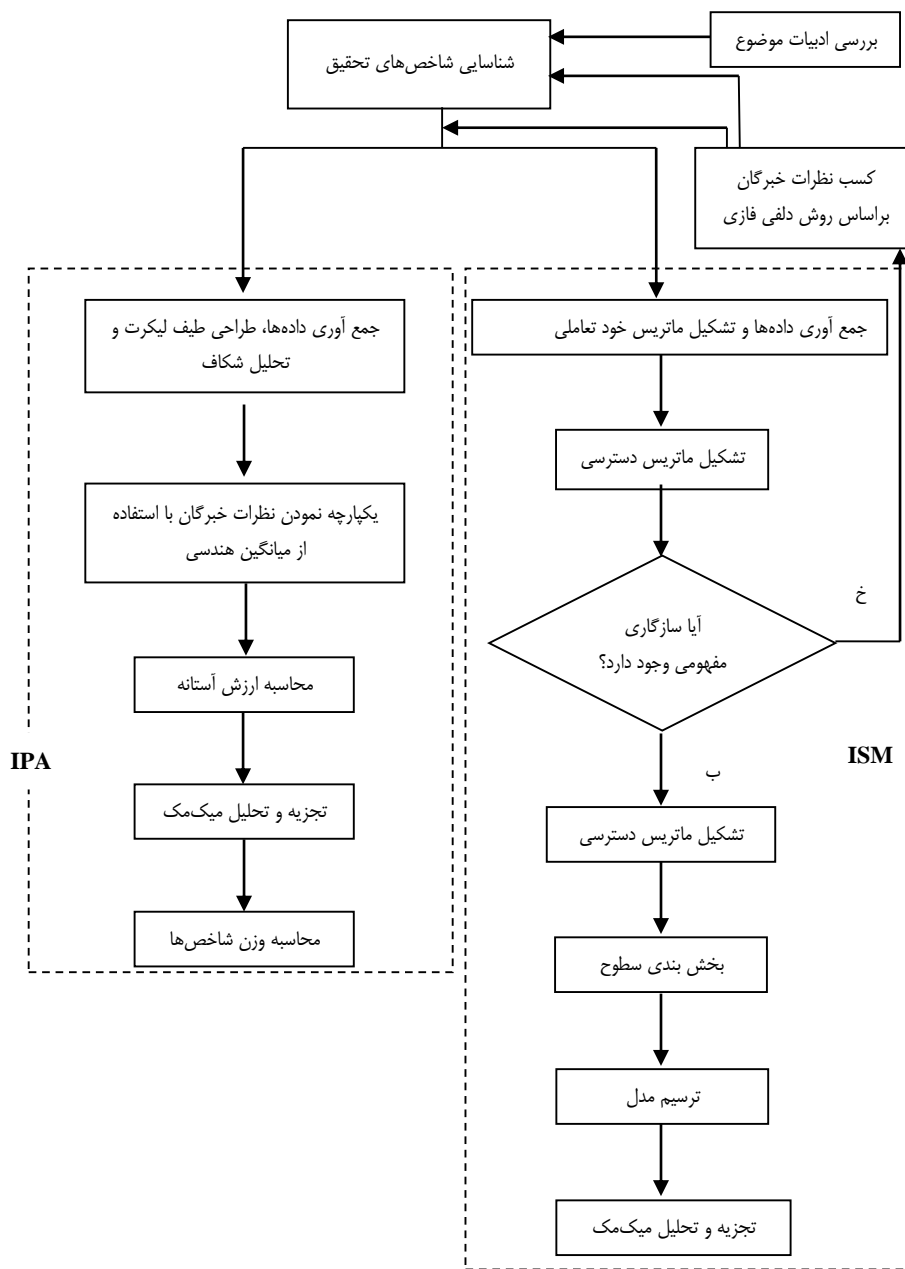 بررسی ادبیات موضوع
شناسایی شاخص‌های تحقیق
کسب نظرات خبرگان
براساس روش دلفی فازی
جمع آوری داده‌ها و تشکیل ماتریس خود تعاملی
تشکیل ماتریس دسترسی
آیا سازگاری
مفهومی وجود دارد؟
خ
ب
ISM
تشکیل ماتریس دسترسی
بخش بندی سطوح
ترسیم مدل
تجزیه و تحلیل میک‌مک
جمع آوری داده‌ها، طراحی طیف لیکرت و
تحلیل شکاف
یکپارچه نمودن نظرات خبرگان با استفاده
از میانگین هندسی
محاسبه ارزش آستانه
IPA
تجزیه و تحلیل میک‌مک
محاسبه وزن شاخص‌ها